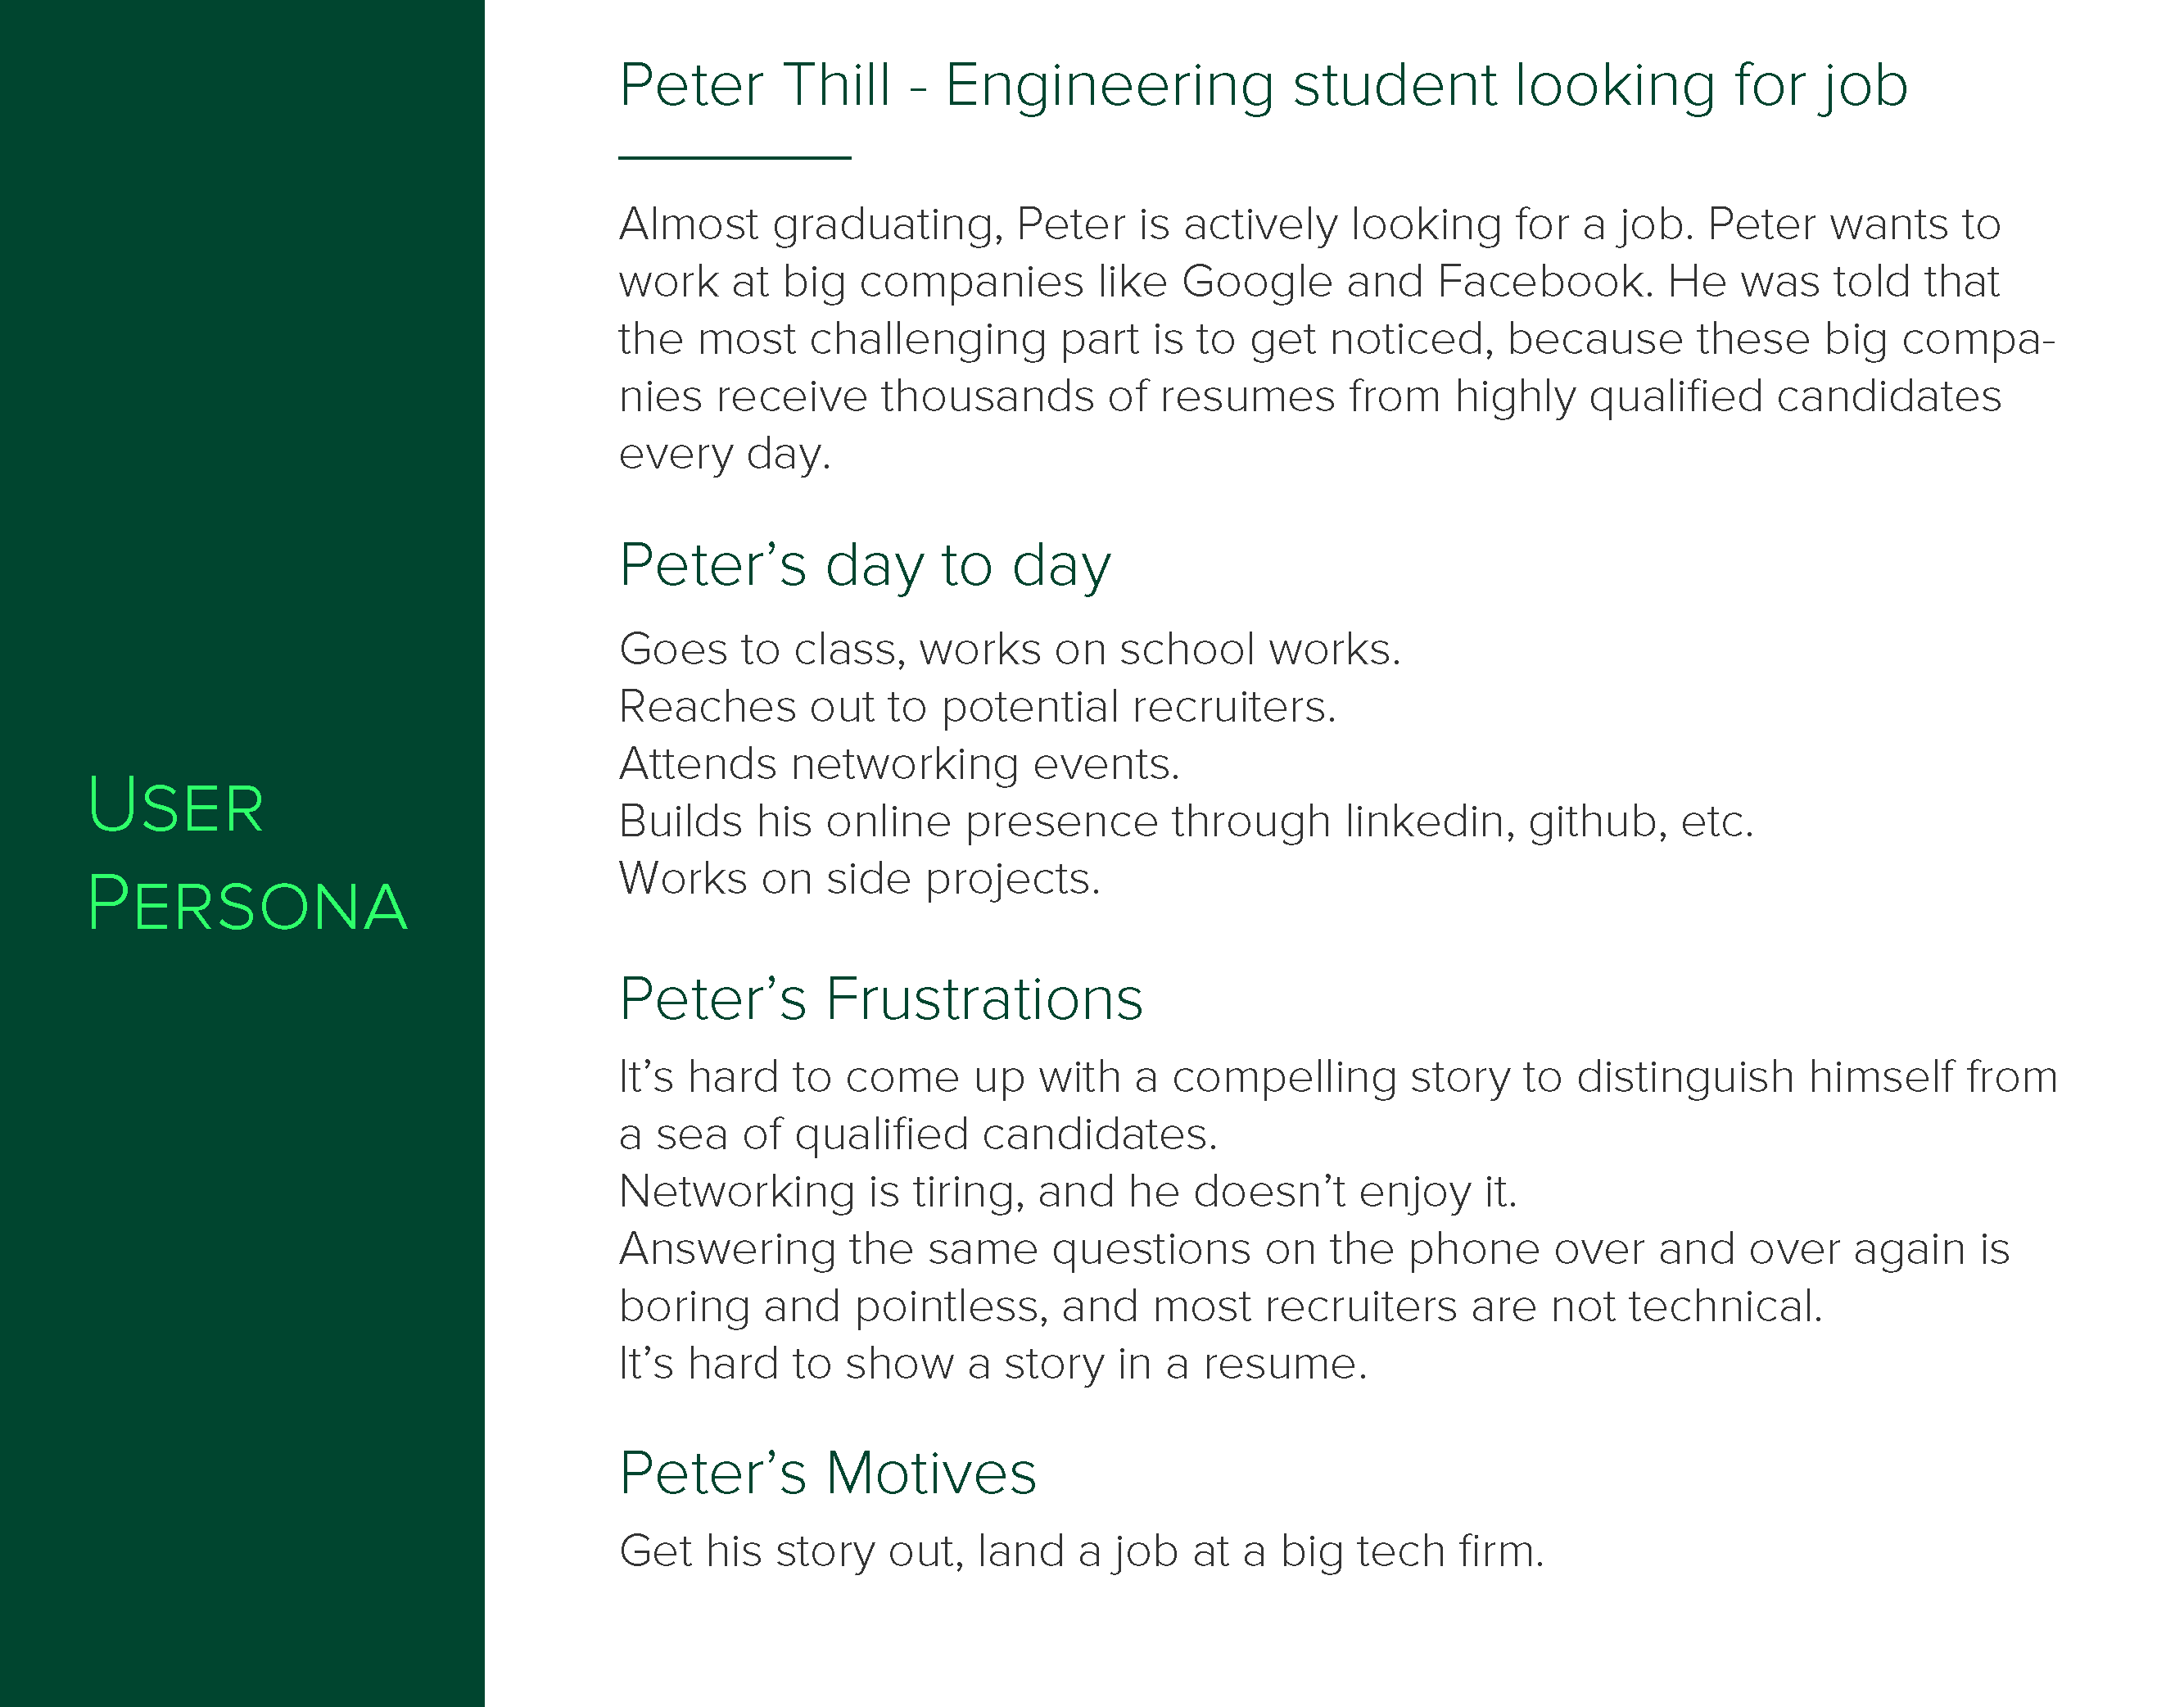 USER
PERSONA
Peter Thill - Engineering student looking for job
Almost graduating, Peter is actively looking for a job. Peter wants to
work at big companies like Google and Facebook. He was told that
the most challenging part is to get noticed, because these big compa-
nies receive thousands of resumes from highly qualified candidates
every day.
Peter’s day to day
Goes to class, works on school works.
Reaches out to potential recruiters.
Attends networking events.
Builds his online presence through linkedin, github, etc.
Works on side projects.
Peter’s Frustrations
It’s hard to come up with a compelling story to distinguish himself from
a sea of qualified candidates.
Networking is tiring, and he doesn’t enjoy it.
Answering the same questions on the phone over and over again is
boring and pointless, and most recruiters are not technical.
It’s hard to show a story in a resume.
Peter’s Motives
Get his story out, land a job at a big tech firm.